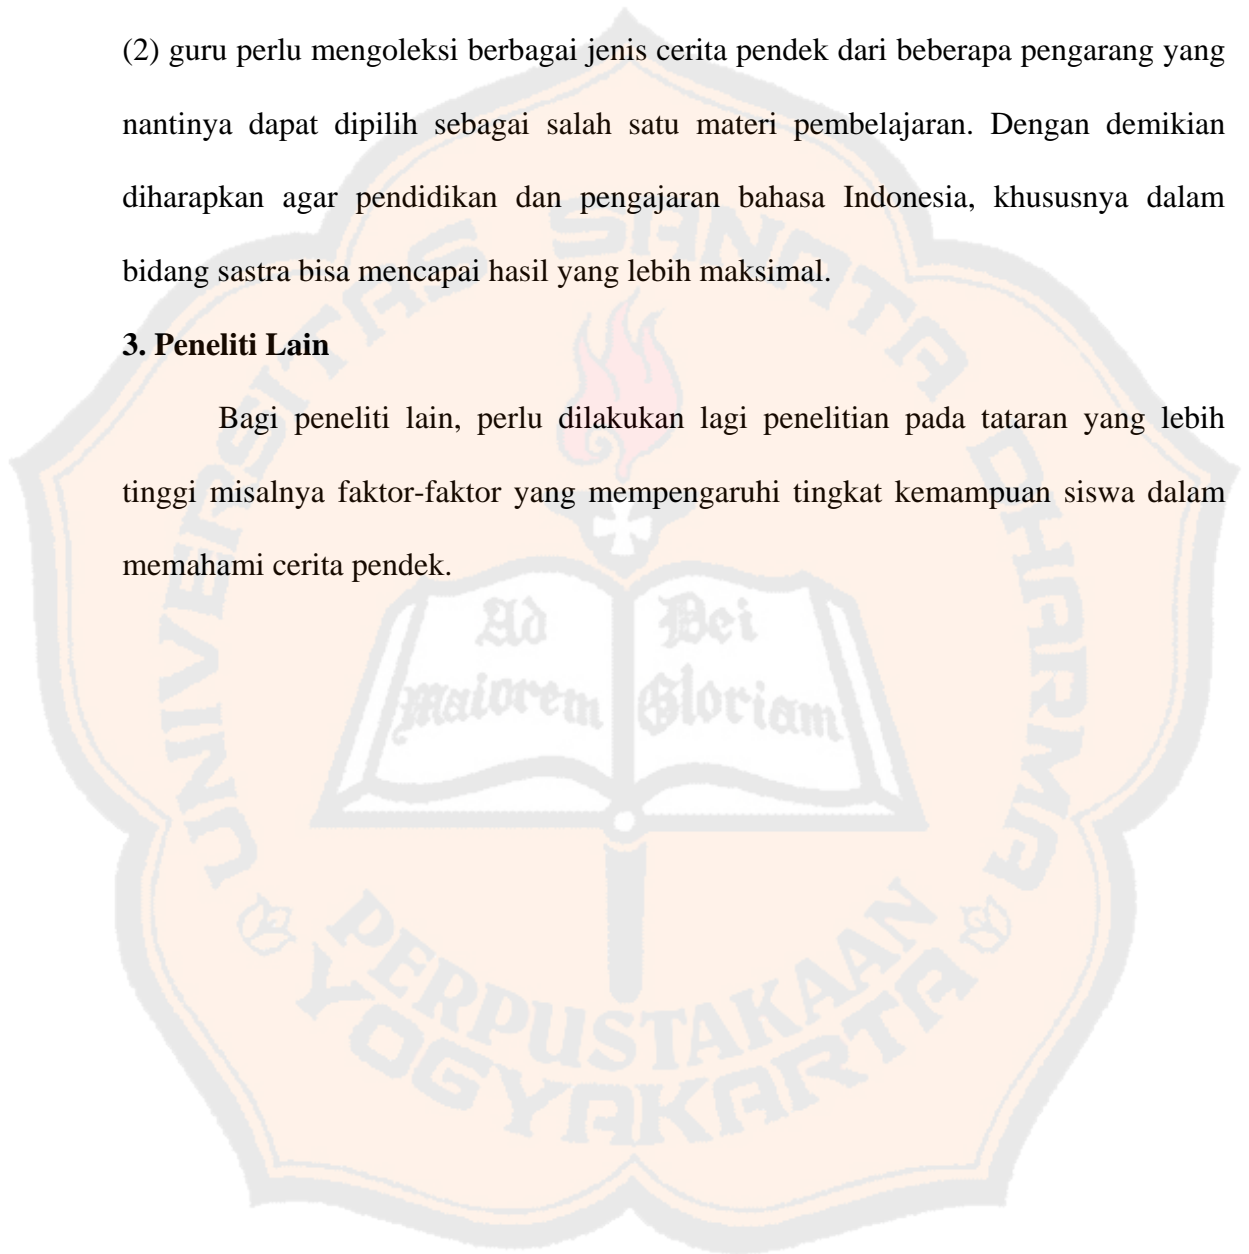 (2) guru perlu mengoleksi berbagai jenis cerita pendek dari beberapa pengarang yang
nantinya dapat dipilih sebagai salah satu materi pembelajaran. Dengan demikian
diharapkan agar pendidikan dan pengajaran bahasa Indonesia, khususnya dalam
bidang sastra bisa mencapai hasil yang lebih maksimal.
3. Peneliti Lain
Bagi peneliti lain, perlu dilakukan lagi penelitian pada tataran yang lebih
tinggi misalnya faktor-faktor yang mempengaruhi tingkat kemampuan siswa dalam
memahami cerita pendek.
UNIVERSITAS SANATA DHARMA
Ad Dei
maiorem Gloriam
PERPUSTAKAAN
YOGYAKARTA